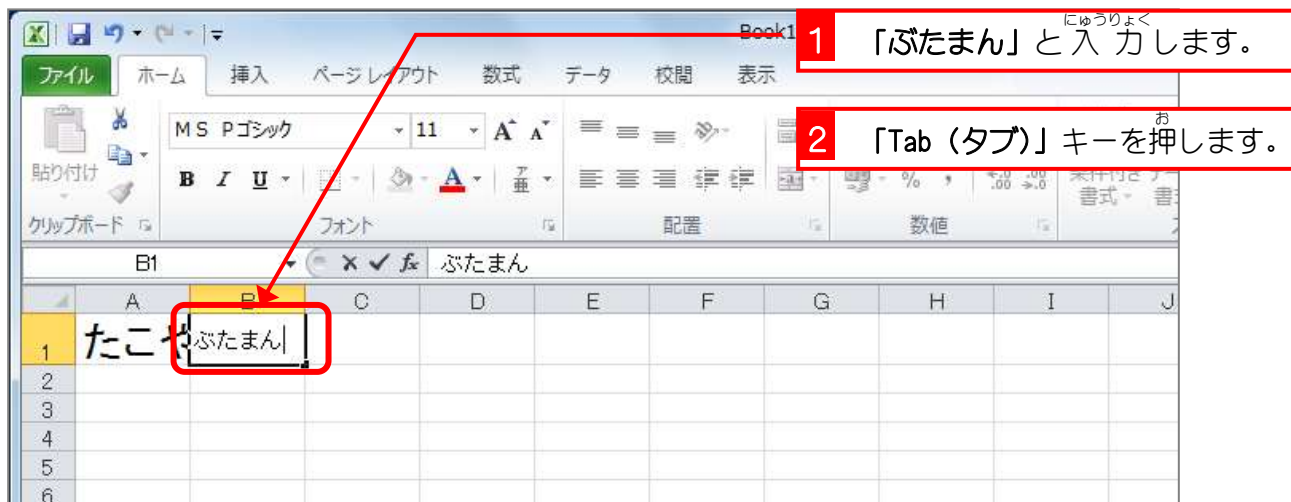 Book1
1 「ぶたまん」と入力します。
にゅうりょく
ファイル ホーム 挿入 ページ レイアウト 数式 データ 校閲 表示
2 「Tab（タブ）」キーを押します。
お
貼り付け
ＭＳ Ｐゴシック 11 A A
B I U A ア亜 % , .00 .0
書式 書
クリップボード フォント 配置 数値
B1 fx ぶたまん
A B C D E F G H I J
1 たこや ぶたまん
2
3
4
5
6